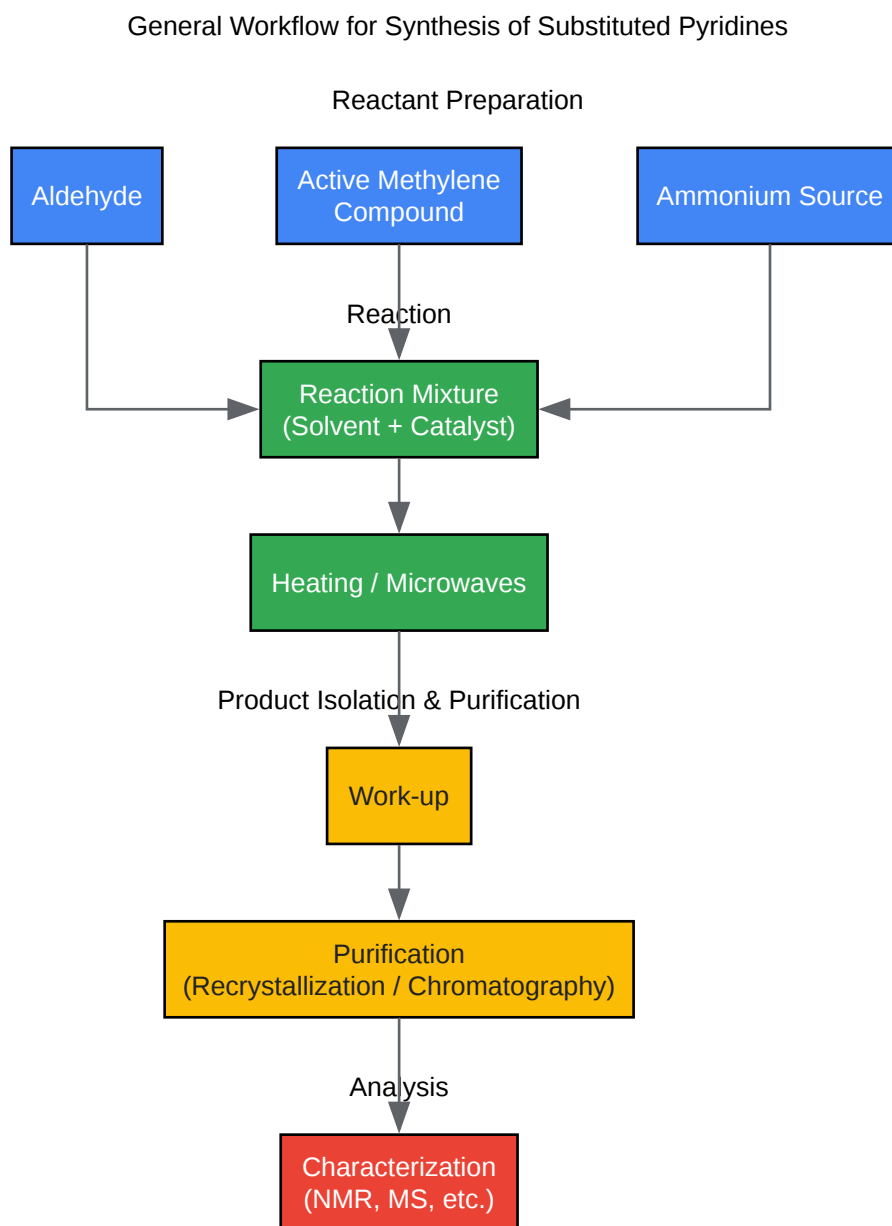 General Workflow for Synthesis of Substituted Pyridines
Reactant Preparation
Aldehyde
Active Methylene
Compound
Ammonium Source
Reaction
Reaction Mixture
(Solvent + Catalyst)
Heating / Microwaves
Product Isolation & Purification
Work-up
Purification
(Recrystallization / Chromatography)
Analysis
Characterization
(NMR, MS, etc.)